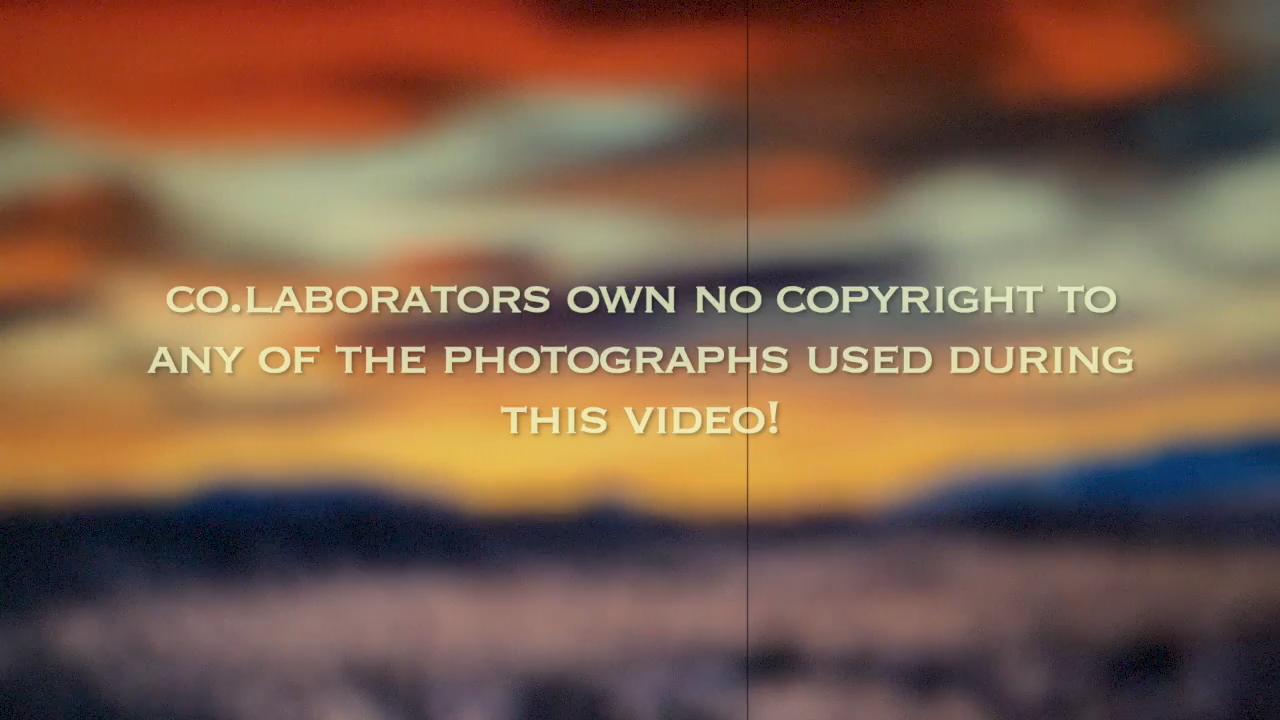 CO.LABORATORS OWN NO COPYRIGHT TO
ANY OF THE PHOTOGRAPHS USED DURING
THIS VIDEO!